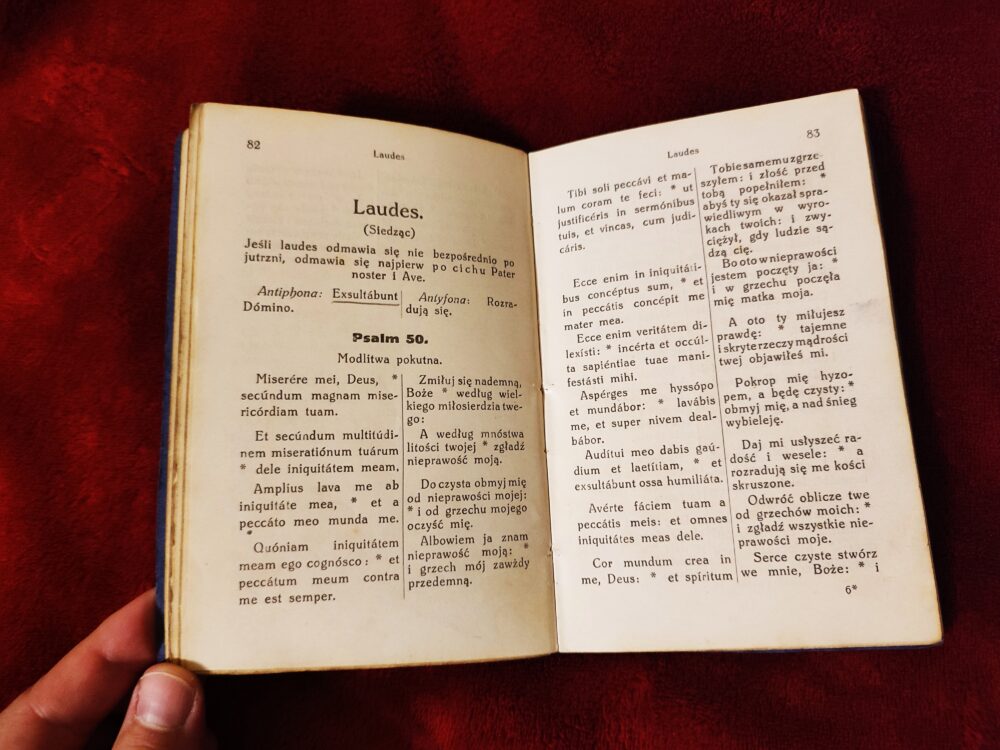 82
Laudes
Laudes.
(Siedząc)
Jeśli laudes odmawia się nie bezpośrednio po
jutrzni, odmawia się najpierw po cichu Pater
noster i Ave.
Antiphona: Exsultábunt
Dómino.
Antyfona: Rozra-
dują się.
Psalm 50.
Modlitwa pokutna.
Miserére mei, Deus, *
secúndum magnam mise-
ricórdiam tuam.
Et secúndum multitúdi-
nem miseratiónum tuárum
* dele iniquitátem meam.
Amplius lava me ab
iniquitáte mea, * et a
peccáto meo munda me.
Quóniam iniquitátem
meam ego cognósco: * et
peccátum meum contra
me est semper.
Zmiłuj się nademną,
Boże * według wiel-
kiego miłosierdzia twe-
go:
A według mnóstwa
litości twojej * zgładź
nieprawość moją.
Do czysta obmyj mię
od nieprawości mojej:
* i od grzechu mojego
oczyść mię.
Albowiem ja znam
nieprawość moją: *
i grzech mój zawżdy
przedemną.
Laudes
83
Tibi soli peccávi et ma-
lum coram te feci: * ut
justificéris in sermónibus
tuis, et vincas, cum judi-
cáris.
Ecce enim in iniquitáti-
bus concéptus sum, * et
in peccátis concépit me
mater mea.
Ecce enim veritátem di-
lexísti: * incérta et occúl-
ta sapiéntiae tuae mani-
festásti mihi.
Aspérges me hyssópo
et mundábor: * lavábis
me, et super nivem deal-
bábor.
Audítui meo dabis gaú-
dium et laetítiam, * et
exsultábunt ossa humiliáta.
Avérte fáciem tuam a
peccátis meis: et omnes
iniquitátes meas dele.
Cor mundum crea in
me, Deus: * et spíritum
Tobie samemu zgrze-
szyłem: i złość przed
tobą popełniłem: *
abyś ty się okazał spra-
wiedliwym w wyro-
kach twoich: i zwy-
ciężył, gdy ludzie są-
dzą cię.
Bo oto w nieprawości
jestem poczęty ja: *
i w grzechu poczęła
mię matka moja.
A oto ty miłujesz
prawdę: * tajemne
i skryte rzeczy mądrości
twej objawiłeś mi.
Pokrop mię hyzo-
pem, a będę czysty: *
obmyj mię, a nad śnieg
wybieleję.
Daj mi usłyszeć ra-
dość i wesele: * a
rozradują się me kości
skruszone.
Odwróć oblicze twe
od grzechów moich: *
i zgładź wszystkie nie-
prawości moje.
Serce czyste stwórz
we mnie, Boże: * i
6*